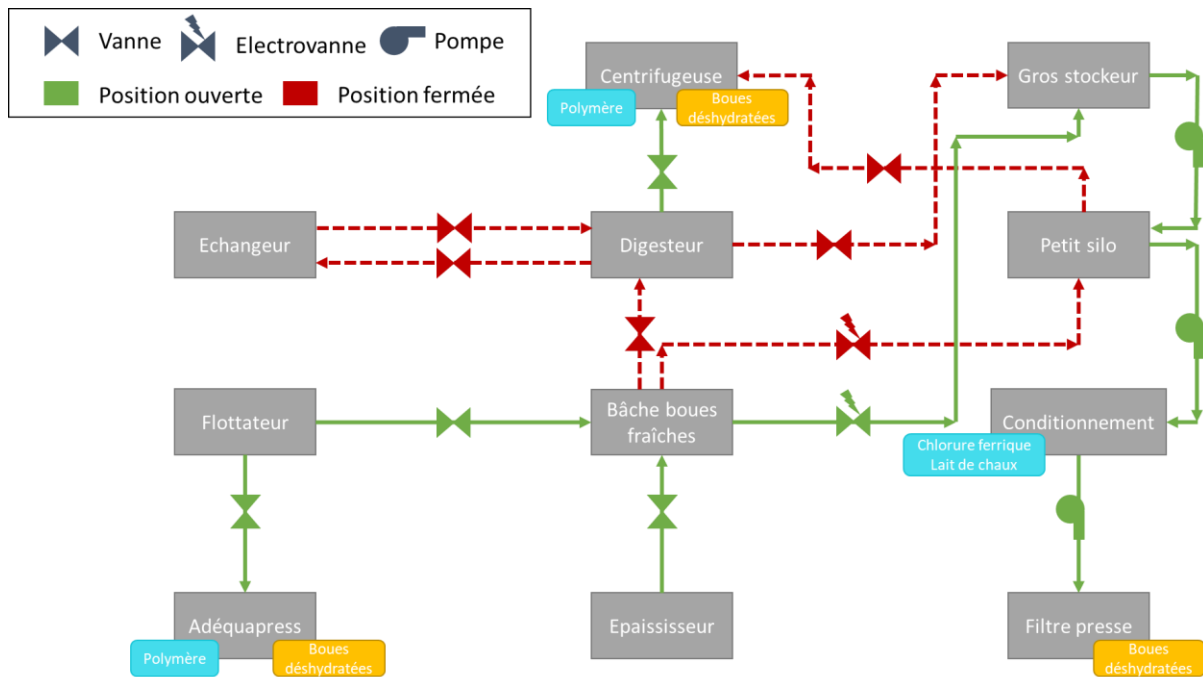 Vanne
Electrovanne
Pompe
Position ouverte
Position fermée
Centrifugeuse
Polymère
Boues
déshydratées
Gros stockeur
Echangeur
Digesteur
Petit silo
Flottateur
Bâche boues
fraîches
Conditionnement
Chlorure ferrique
Lait de chaux
Adéquapress
Polymère
Boues
déshydratées
Epaississeur
Filtre presse
Boues
déshydratées